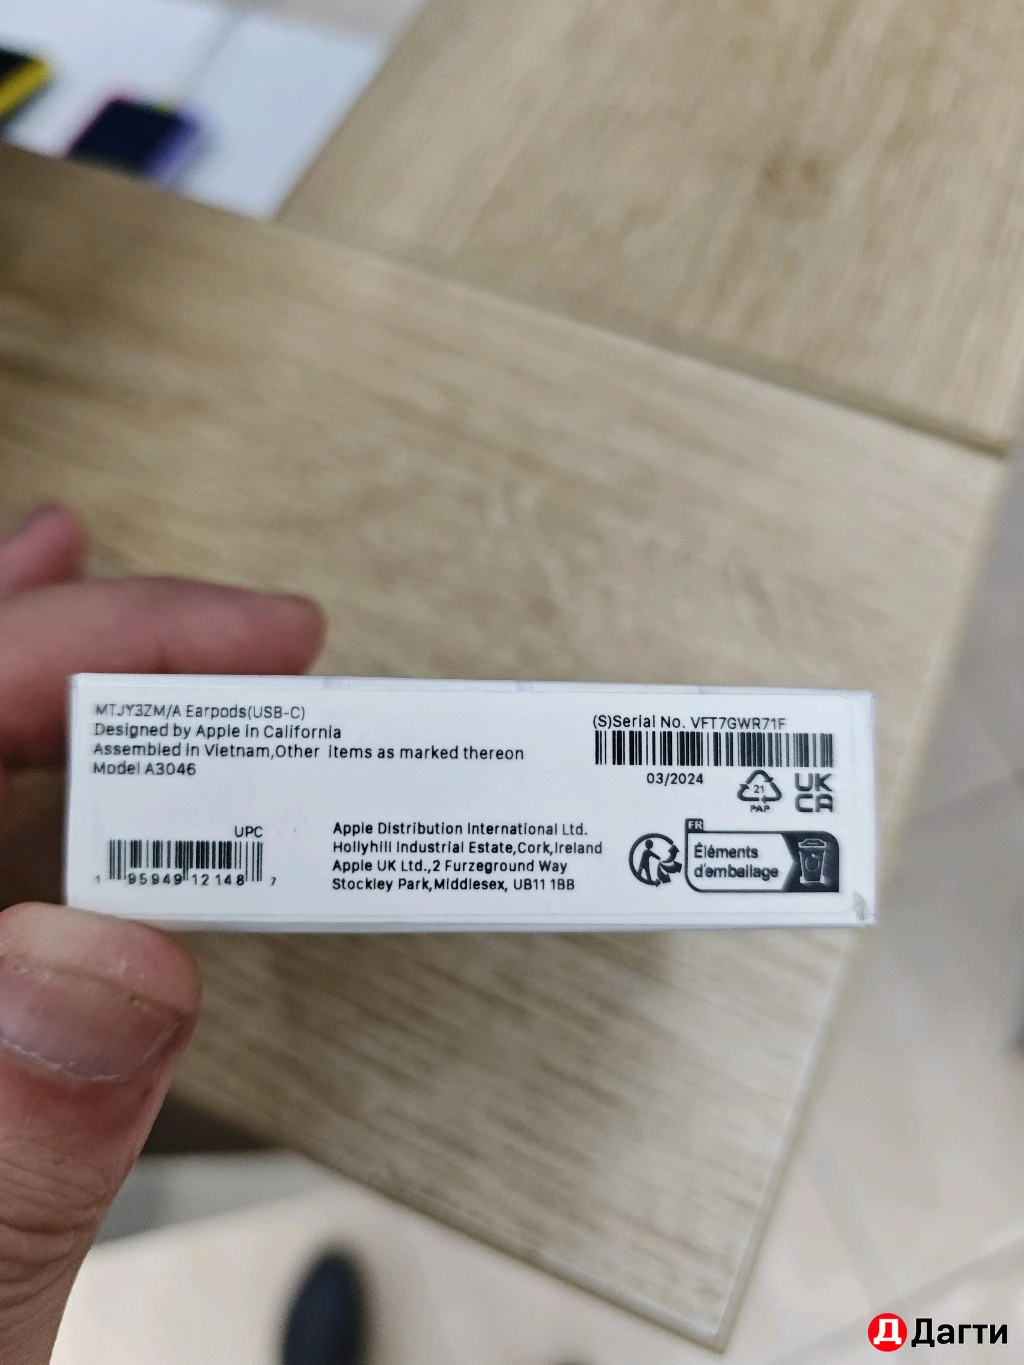 MTJY3ZM/A Earpods(USB-C)
Designed by Apple in California
Assembled in Vietnam,Other items as marked thereon
Model A3046
(S)Serial No. VFT7GWR71F
03/2024
21
PAP
UK
CA
UPC
1 95949 12148 7
Apple Distribution International Ltd.
Hollyhill Industrial Estate,Cork,Ireland
Apple UK Ltd.,2 Furzeground Way
Stockley Park,Middlesex, UB11 1BB
FR
Éléments
d'emballage
Д Дагти